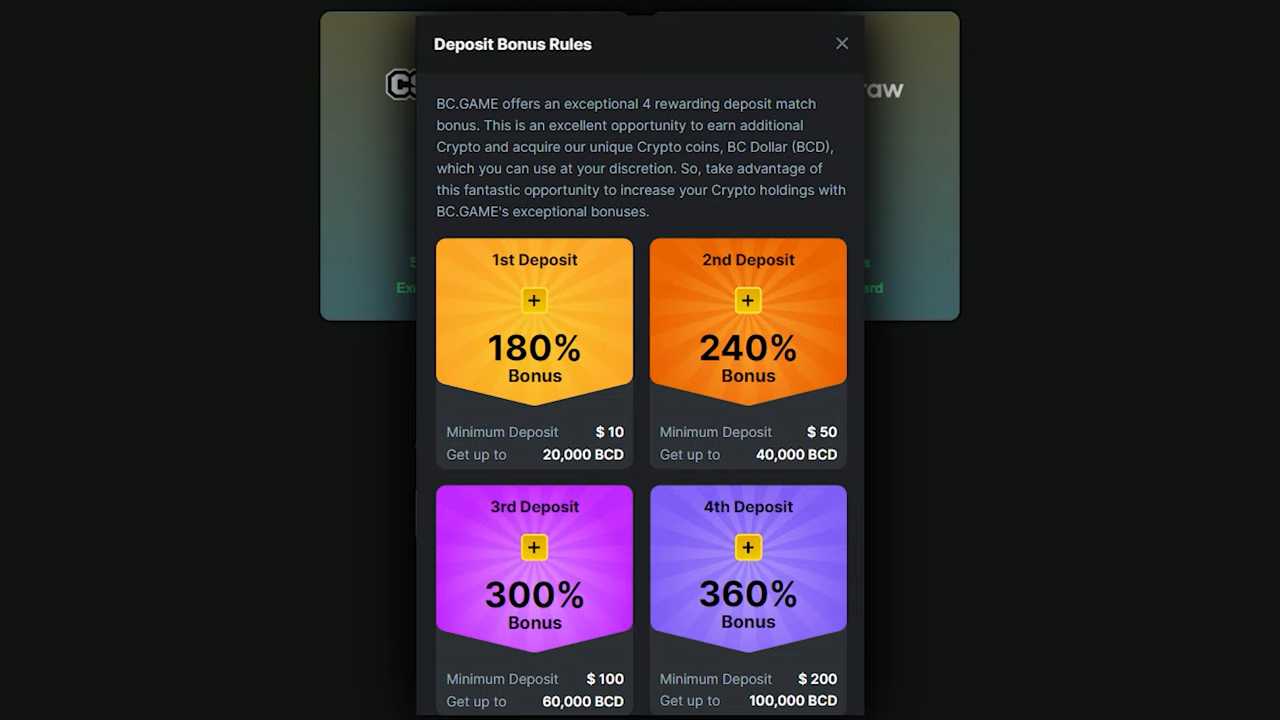 Deposit Bonus Rules
BC.GAME offers an exceptional 4 rewarding deposit match
bonus. This is an excellent opportunity to earn additional
Crypto and acquire our unique Crypto coins, BC Dollar (BCD),
which you can use at your discretion. So, take advantage of
this fantastic opportunity to increase your Crypto holdings with
BC.GAME's exceptional bonuses.
1st Deposit
+
180%
Bonus
Minimum Deposit $ 10
Get up to 20,000 BCD
2nd Deposit
+
240%
Bonus
Minimum Deposit $ 50
Get up to 40,000 BCD
3rd Deposit
+
300%
Bonus
Minimum Deposit $ 100
Get up to 60,000 BCD
4th Deposit
+
360%
Bonus
Minimum Deposit $ 200
Get up to 100,000 BCD